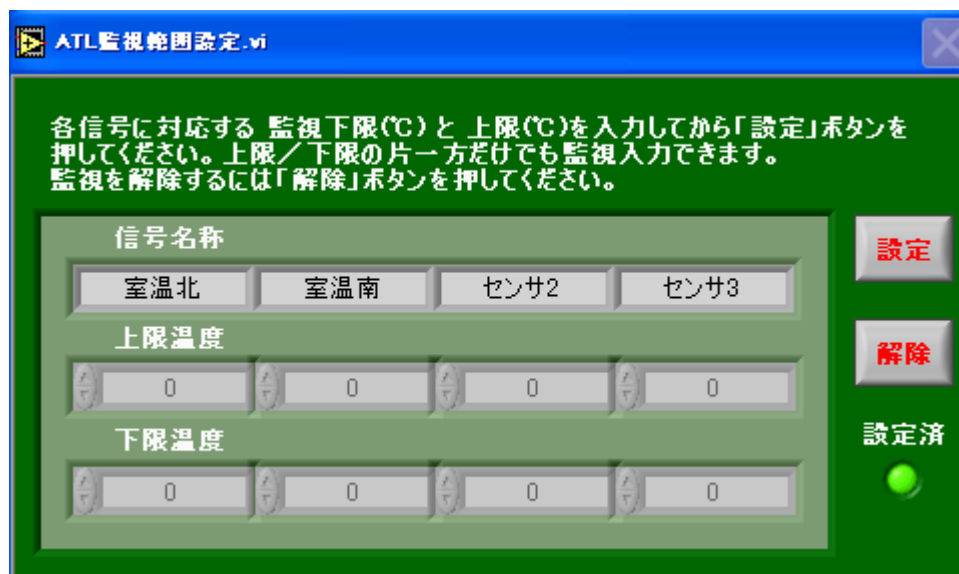 ATL監視範囲設定.vi
各信号に対応する 監視下限(℃) と 上限(℃)を入力してから「設定」ボタンを
押してください。上限／下限の片一方だけでも監視入力できます。
監視を解除するには「解除」ボタンを押してください。
信号名称
室温北 室温南 センサ2 センサ3
設定
上限温度
0 0 0 0
解除
下限温度
0 0 0 0
設定済